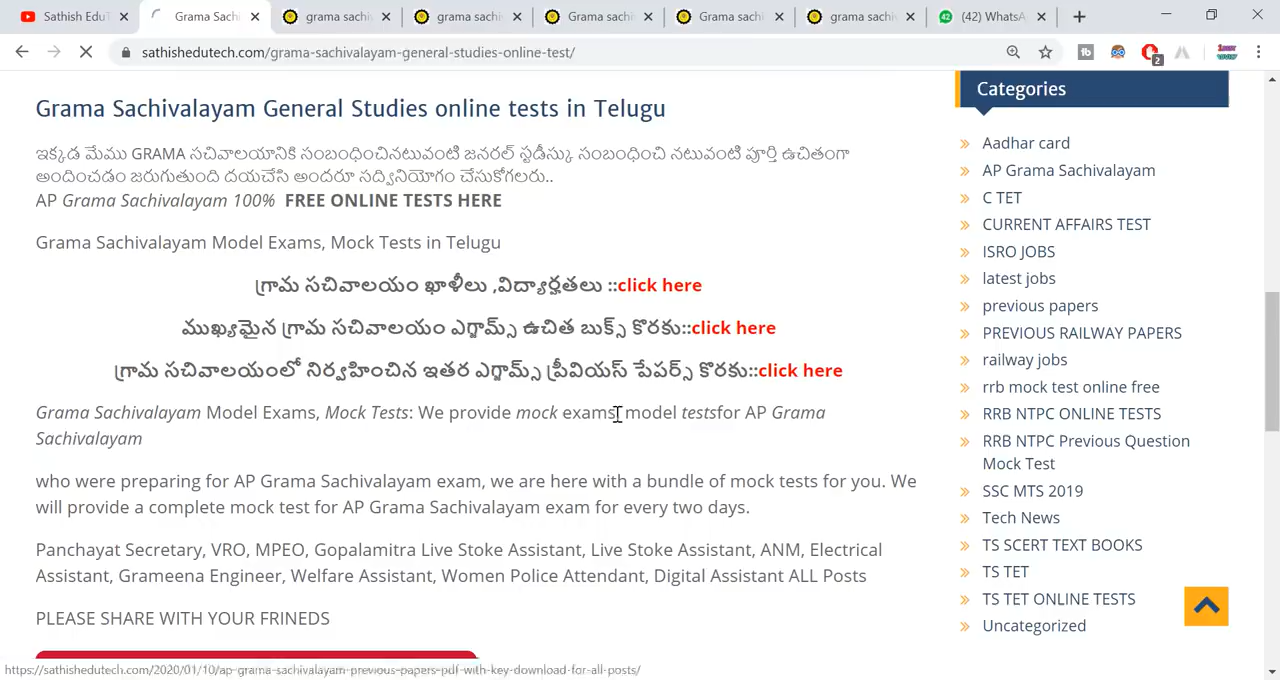 Sathish EduT
Grama Sach
grama sachi
grama sachi
Grama sachi
Grama sachi
grama sachi
(42) WhatsA
sathishedutech.com/grama-sachivalayam-general-studies-online-test/
Grama Sachivalayam General Studies online tests in Telugu
ఇక్కడ మేము GRAMA సచివాలయానికి సంబంధించినటువంటి జనరల్ స్టడీస్కు సంబంధించి నటువంటి పూర్తి ఉచితంగా
అందించడం జరుగుతుంది దయచేసి అందరూ సద్వినియోగం చేసుకోగలరు..
AP Grama Sachivalayam 100% FREE ONLINE TESTS HERE
Grama Sachivalayam Model Exams, Mock Tests in Telugu
గ్రామ సచివాలయం ఖాళీలు ,విద్యార్హతలు ::click here
ముఖ్యమైన గ్రామ సచివాలయం ఎగ్జామ్స్ ఉచిత బుక్స్ కొరకు::click here
గ్రామ సచివాలయంలో నిర్వహించిన ఇతర ఎగ్జామ్స్ ప్రీవియస్ పేపర్స్ కొరకు::click here
Grama Sachivalayam Model Exams, Mock Tests: We provide mock exams, model testsfor AP Grama
Sachivalayam
who were preparing for AP Grama Sachivalayam exam, we are here with a bundle of mock tests for you. We
will provide a complete mock test for AP Grama Sachivalayam exam for every two days.
Panchayat Secretary, VRO, MPEO, Gopalamitra Live Stoke Assistant, Live Stoke Assistant, ANM, Electrical
Assistant, Grameena Engineer, Welfare Assistant, Women Police Attendant, Digital Assistant ALL Posts
PLEASE SHARE WITH YOUR FRINEDS
Categories
Aadhar card
AP Grama Sachivalayam
C TET
CURRENT AFFAIRS TEST
ISRO JOBS
latest jobs
previous papers
PREVIOUS RAILWAY PAPERS
railway jobs
rrb mock test online free
RRB NTPC ONLINE TESTS
RRB NTPC Previous Question
Mock Test
SSC MTS 2019
Tech News
TS SCERT TEXT BOOKS
TS TET
TS TET ONLINE TESTS
Uncategorized
https://sathishedutech.com/2020/01/10/ap-grama-sachivalayam-previous-papers-pdf-with-key-download-for-all-posts/